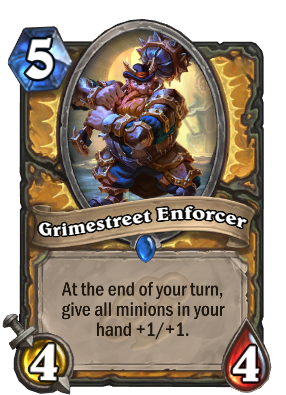 5
Grimestreet Enforcer
At the end of your turn,
give all minions in your
hand +1/+1.
4
4